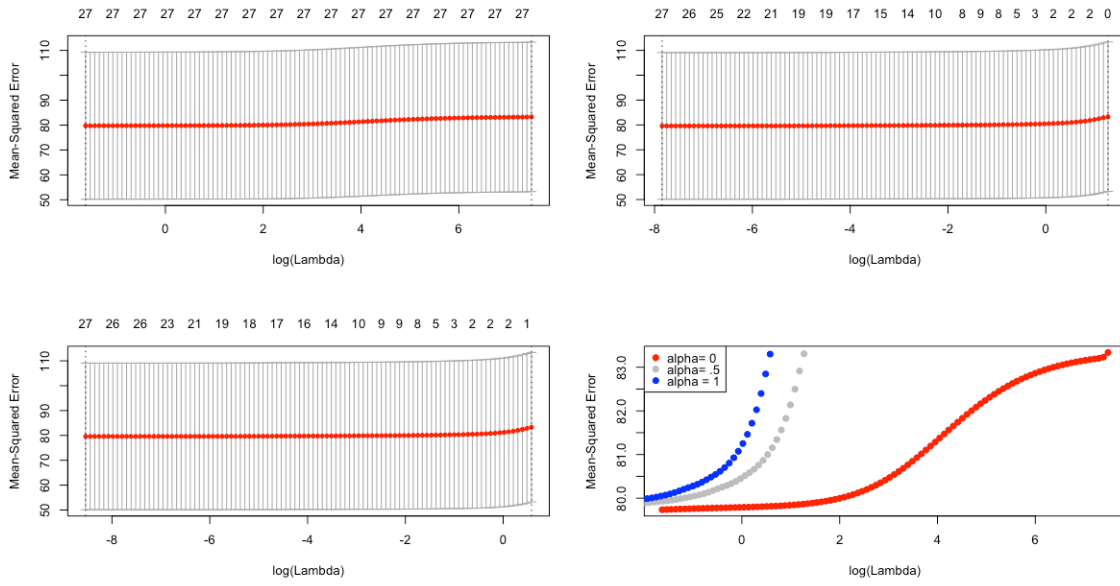 27 27 27 27 27 27 27 27 27 27 27 27 27 27 27 27
Mean-Squared Error
50 60 70 80 90 110
0 2 4 6
log(Lambda)
27 26 25 22 21 19 19 17 15 14 10 8 9 8 5 3 2 2 2 0
Mean-Squared Error
50 60 70 80 90 110
-8 -6 -4 -2 0
log(Lambda)
27 26 26 23 21 19 18 17 16 14 10 9 9 8 5 3 2 2 2 1
Mean-Squared Error
50 60 70 80 90 110
-8 -6 -4 -2 0
log(Lambda)
alpha= 0
alpha= .5
alpha = 1
Mean-Squared Error
80.0 81.0 82.0 83.0
0 2 4 6
log(Lambda)